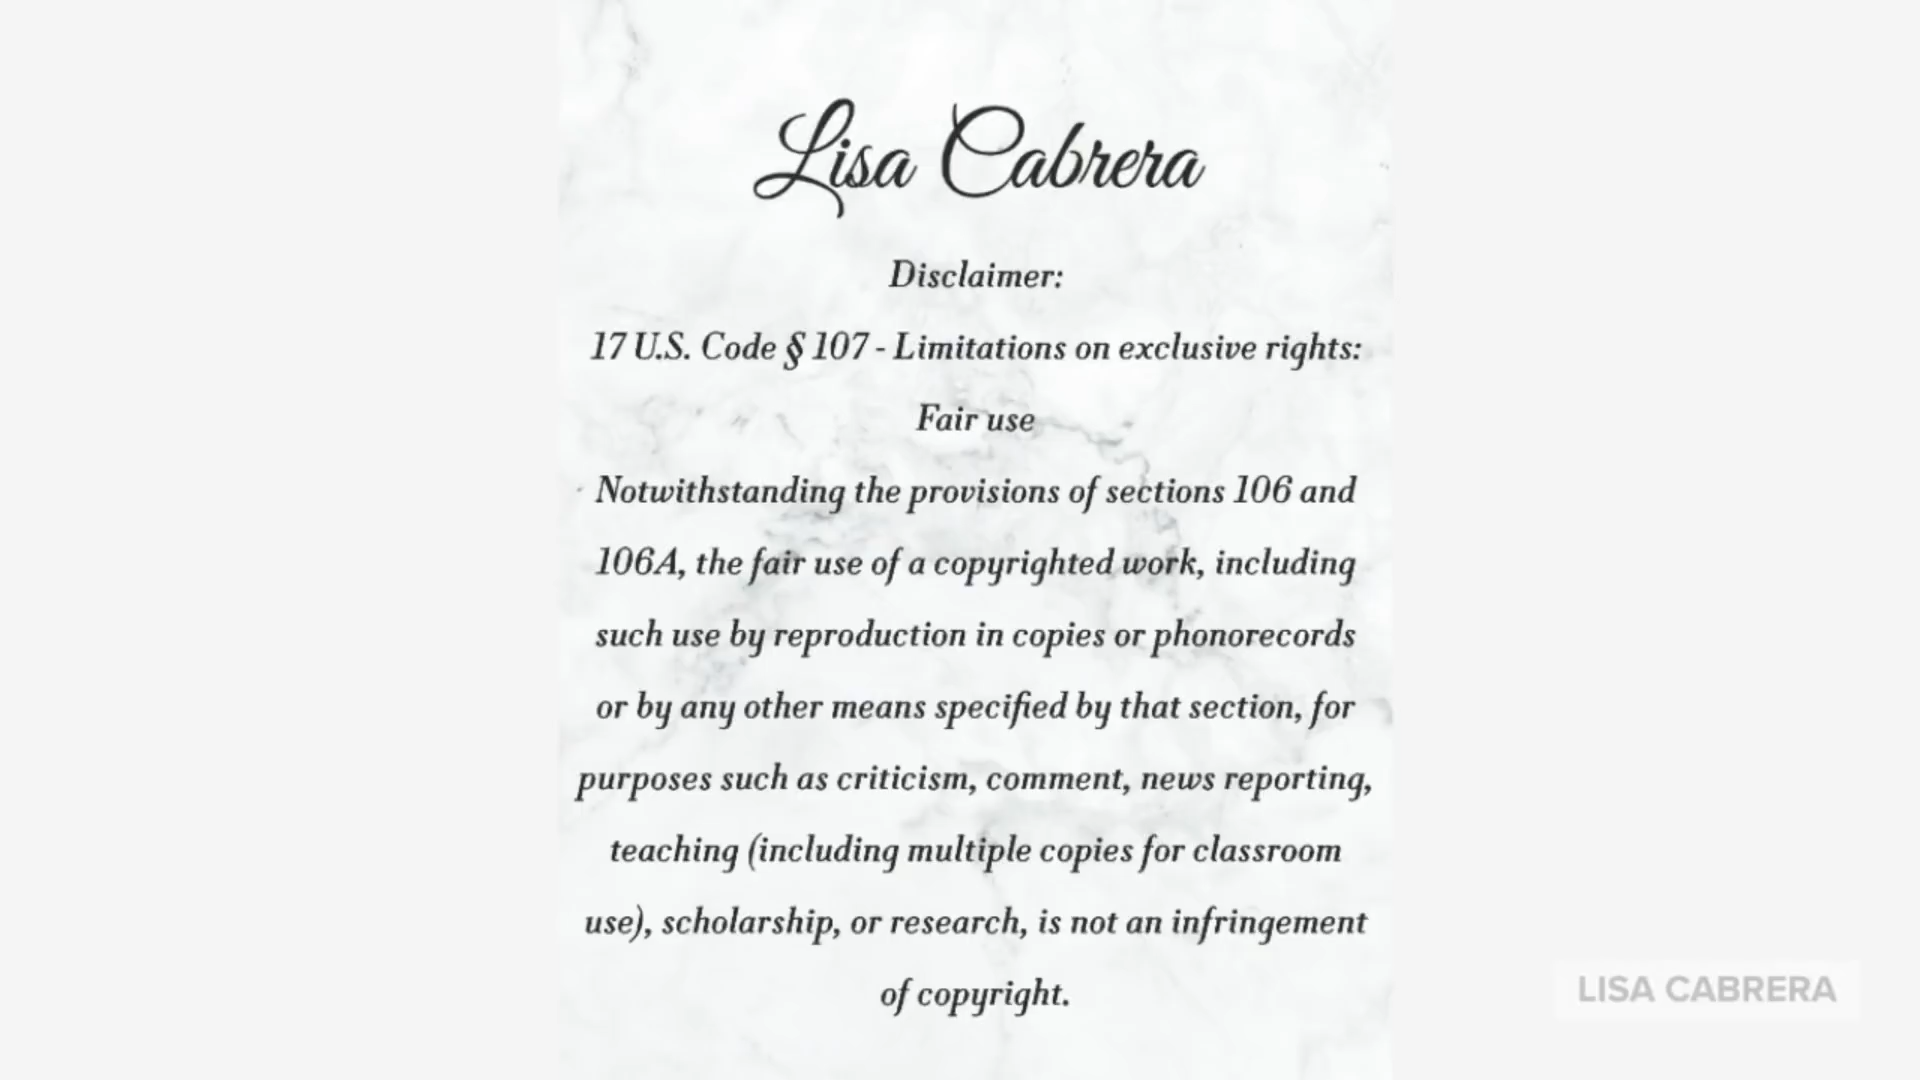 Lisa Cabrera
Disclaimer:
17 U.S. Code § 107 - Limitations on exclusive rights:
Fair use
Notwithstanding the provisions of sections 106 and
106A, the fair use of a copyrighted work, including
such use by reproduction in copies or phonorecords
or by any other means specified by that section, for
purposes such as criticism, comment, news reporting,
teaching (including multiple copies for classroom
use), scholarship, or research, is not an infringement
of copyright.
LISA CABRERA